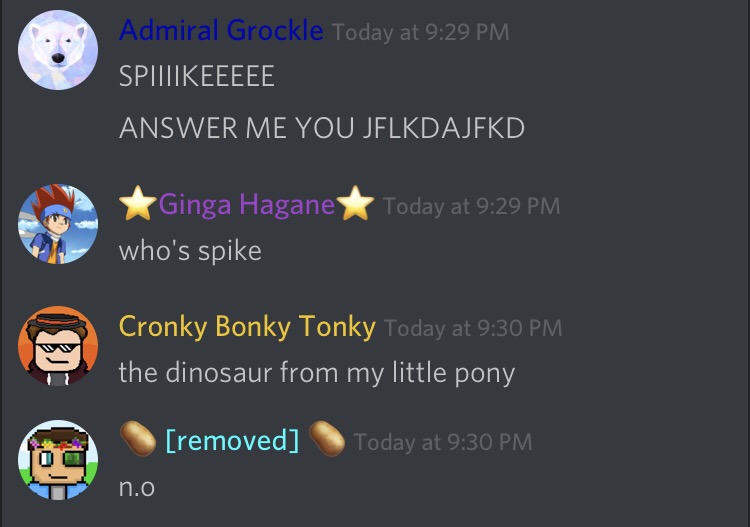 Admiral Grockle Today at 9:29 PM
SPIIIIKEEEEE
ANSWER ME YOU JFLKDAJFKD
⭐Ginga Hagane⭐ Today at 9:29 PM
who's spike
Cronky Bonky Tonky Today at 9:30 PM
the dinosaur from my little pony
🥔 [removed] 🥔 Today at 9:30 PM
n.o